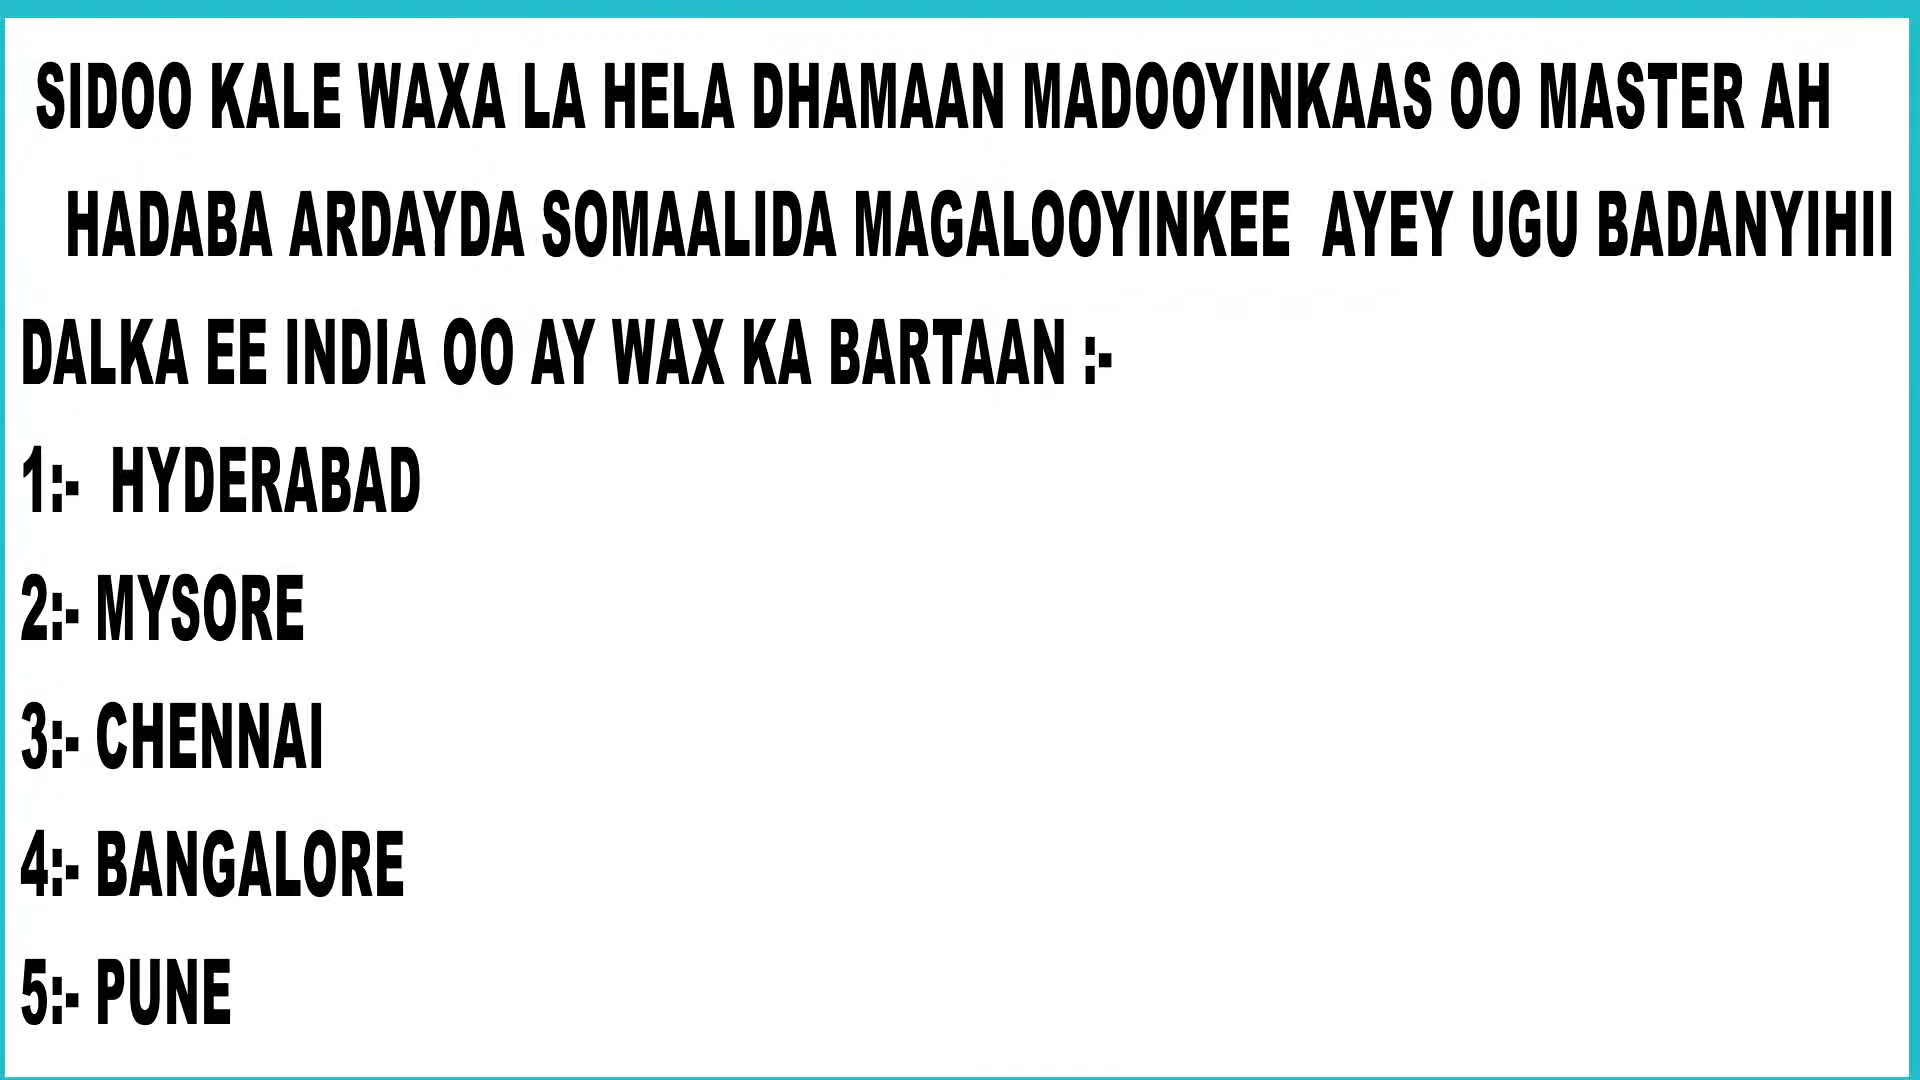 SIDOO KALE WAXA LA HELA DHAMAAN MADOOYINKAAS OO MASTER AH
HADABA ARDAYDA SOMAALIDA MAGALOOYINKEE AYEY UGU BADANYIHII
DALKA EE INDIA OO AY WAX KA BARTAAN :-
1:- HYDERABAD
2:- MYSORE
3:- CHENNAI
4:- BANGALORE
5:- PUNE